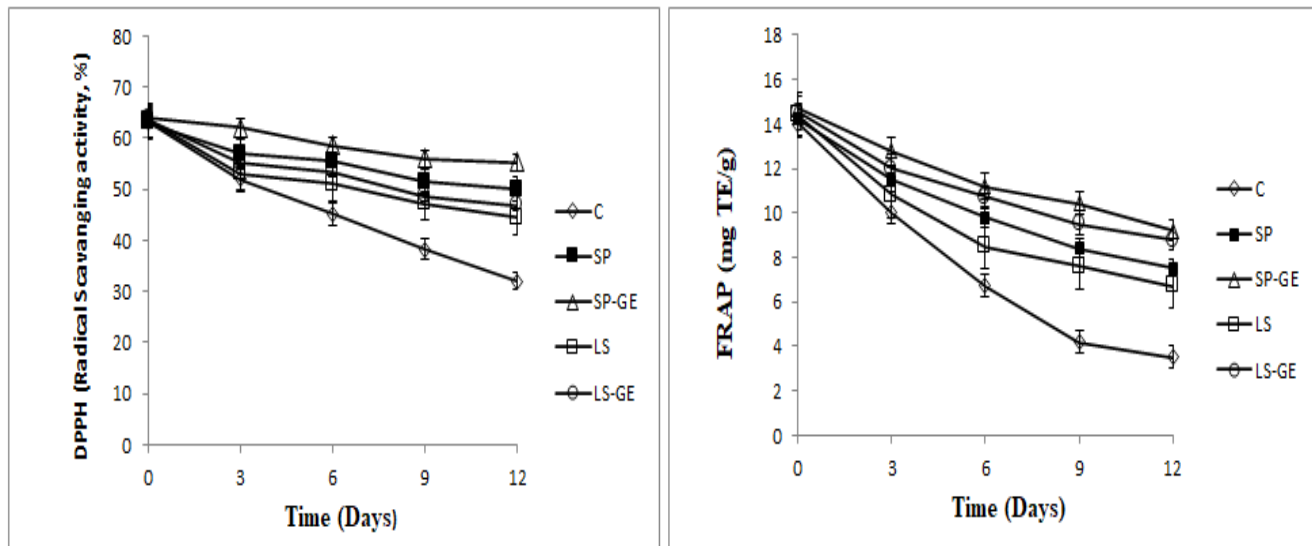 DPPH (Radical Scavanging activity, %)
80
70
60
50
40
30
20
10
0
0 3 6 9 12
Time (Days)
C
SP
SP-GE
LS
LS-GE
FRAP (mg TE/g)
18
16
14
12
10
8
6
4
2
0
0 3 6 9 12
Time (Days)
C
SP
SP-GE
LS
LS-GE